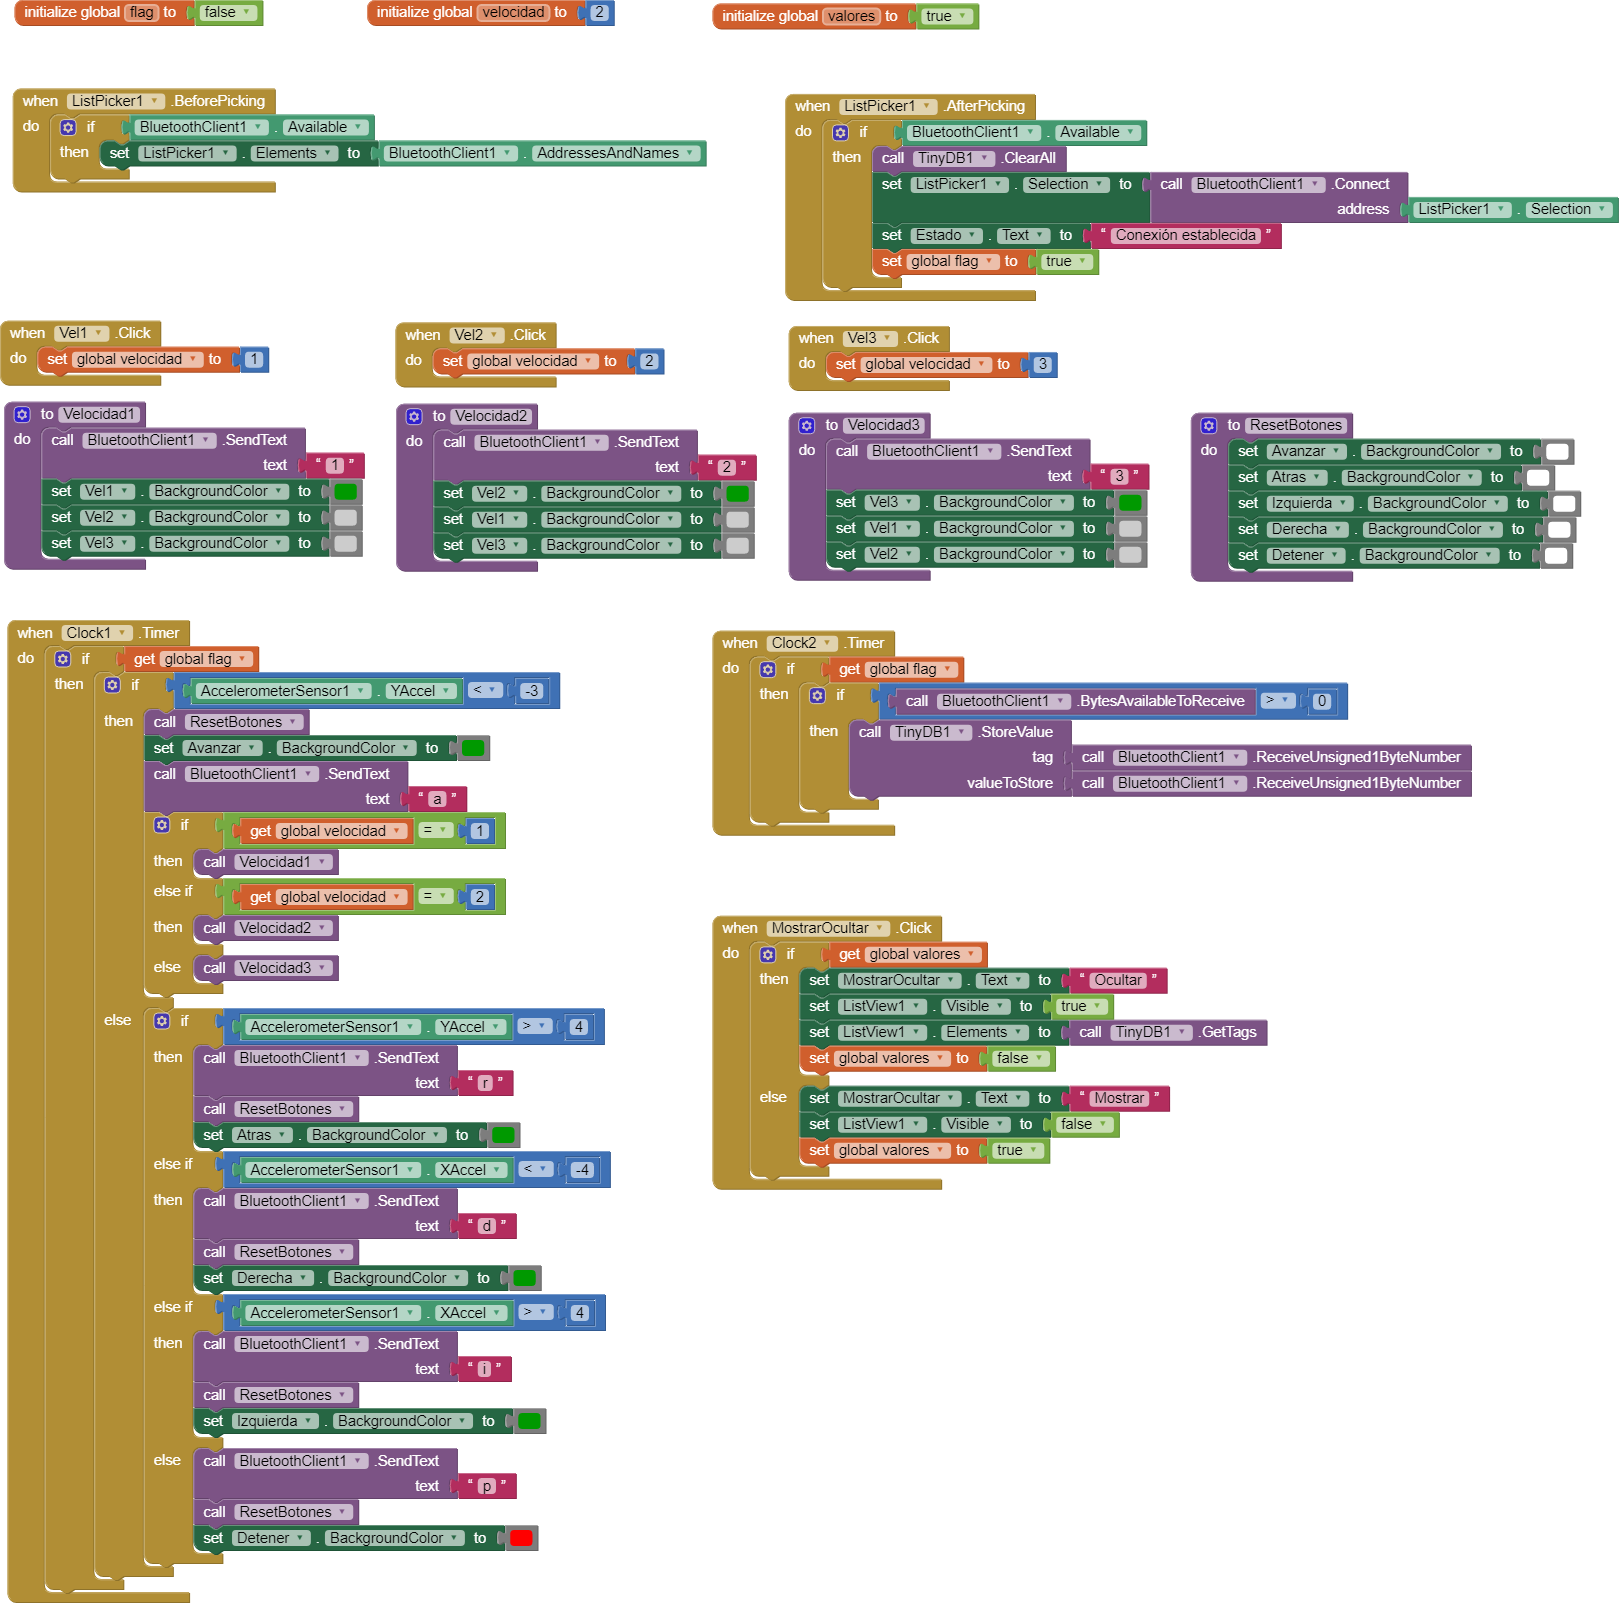 initialize global flag to false
initialize global velocidad to 2
initialize global valores to true
when ListPicker1 .BeforePicking
do if BluetoothClient1 . Available
then set ListPicker1 . Elements to BluetoothClient1 . AddressesAndNames
when ListPicker1 .AfterPicking
do if BluetoothClient1 . Available
then call TinyDB1 .ClearAll
set ListPicker1 . Selection to call BluetoothClient1 .Connect
address ListPicker1 . Selection
set Estado . Text to “ Conexión establecida ”
set global flag to true
when Vel1 .Click
do set global velocidad to 1
when Vel2 .Click
do set global velocidad to 2
when Vel3 .Click
do set global velocidad to 3
to Velocidad1
do call BluetoothClient1 .SendText
text “ 1 ”
set Vel1 . BackgroundColor to
set Vel2 . BackgroundColor to
set Vel3 . BackgroundColor to
to Velocidad2
do call BluetoothClient1 .SendText
text “ 2 ”
set Vel2 . BackgroundColor to
set Vel1 . BackgroundColor to
set Vel3 . BackgroundColor to
to Velocidad3
do call BluetoothClient1 .SendText
text “ 3 ”
set Vel3 . BackgroundColor to
set Vel1 . BackgroundColor to
set Vel2 . BackgroundColor to
to ResetBotones
do set Avanzar . BackgroundColor to
set Atras . BackgroundColor to
set Izquierda . BackgroundColor to
set Derecha . BackgroundColor to
set Detener . BackgroundColor to
when Clock1 .Timer
do if get global flag
then if AccelerometerSensor1 . YAccel < -3
then call ResetBotones
set Avanzar . BackgroundColor to
call BluetoothClient1 .SendText
text “ a ”
if get global velocidad = 1
then call Velocidad1
else if get global velocidad = 2
then call Velocidad2
else call Velocidad3
else if AccelerometerSensor1 . YAccel > 4
then call BluetoothClient1 .SendText
text “ r ”
call ResetBotones
set Atras . BackgroundColor to
else if AccelerometerSensor1 . XAccel < -4
then call BluetoothClient1 .SendText
text “ d ”
call ResetBotones
set Derecha . BackgroundColor to
else if AccelerometerSensor1 . XAccel > 4
then call BluetoothClient1 .SendText
text “ i ”
call ResetBotones
set Izquierda . BackgroundColor to
else call BluetoothClient1 .SendText
text “ p ”
call ResetBotones
set Detener . BackgroundColor to
when Clock2 .Timer
do if get global flag
then if call BluetoothClient1 .BytesAvailableToReceive > 0
then call TinyDB1 .StoreValue
tag call BluetoothClient1 .ReceiveUnsigned1ByteNumber
valueToStore call BluetoothClient1 .ReceiveUnsigned1ByteNumber
when MostrarOcultar .Click
do if get global valores
then set MostrarOcultar . Text to “ Ocultar ”
set ListView1 . Visible to true
set ListView1 . Elements to call TinyDB1 .GetTags
set global valores to false
else set MostrarOcultar . Text to “ Mostrar ”
set ListView1 . Visible to false
set global valores to true